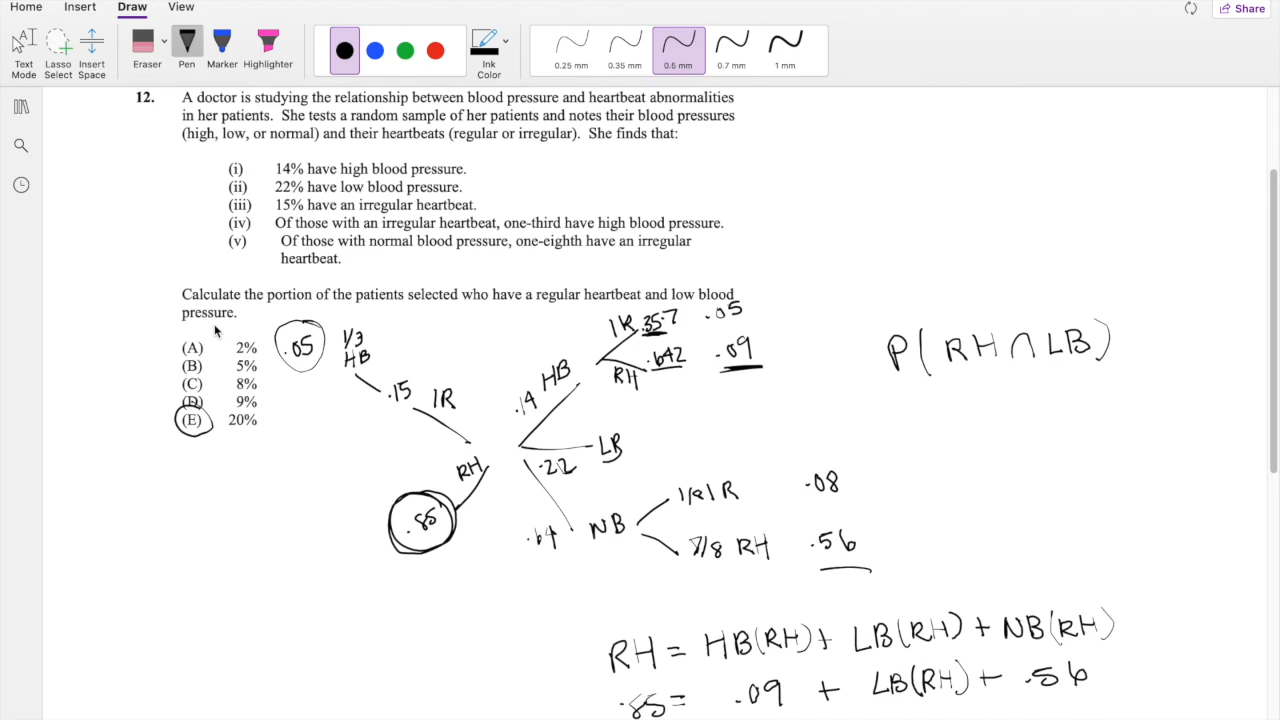 Home Insert Draw View
Share
Text Mode
Lasso Select
Insert Space
Eraser
Pen
Marker
Highlighter
Ink Color
0.25 mm
0.35 mm
0.5 mm
0.7 mm
1 mm
12. A doctor is studying the relationship between blood pressure and heartbeat abnormalities
in her patients. She tests a random sample of her patients and notes their blood pressures
(high, low, or normal) and their heartbeats (regular or irregular). She finds that:
(i) 14% have high blood pressure.
(ii) 22% have low blood pressure.
(iii) 15% have an irregular heartbeat.
(iv) Of those with an irregular heartbeat, one-third have high blood pressure.
(v) Of those with normal blood pressure, one-eighth have an irregular
heartbeat.
Calculate the portion of the patients selected who have a regular heartbeat and low blood
pressure.
(A) 2%
(B) 5%
(C) 8%
(D) 9%
(E) 20%
.05
1/3
HB
.15 IR
RH
.85
.14 HB
IR .357 .05
RH .642 .09
.22 LB
.64 NB
1/8 IR .08
7/8 RH .56
P(RH ∩ LB)
RH = HB(RH) + LB(RH) + NB(RH)
.85 = .09 + LB(RH) + .56